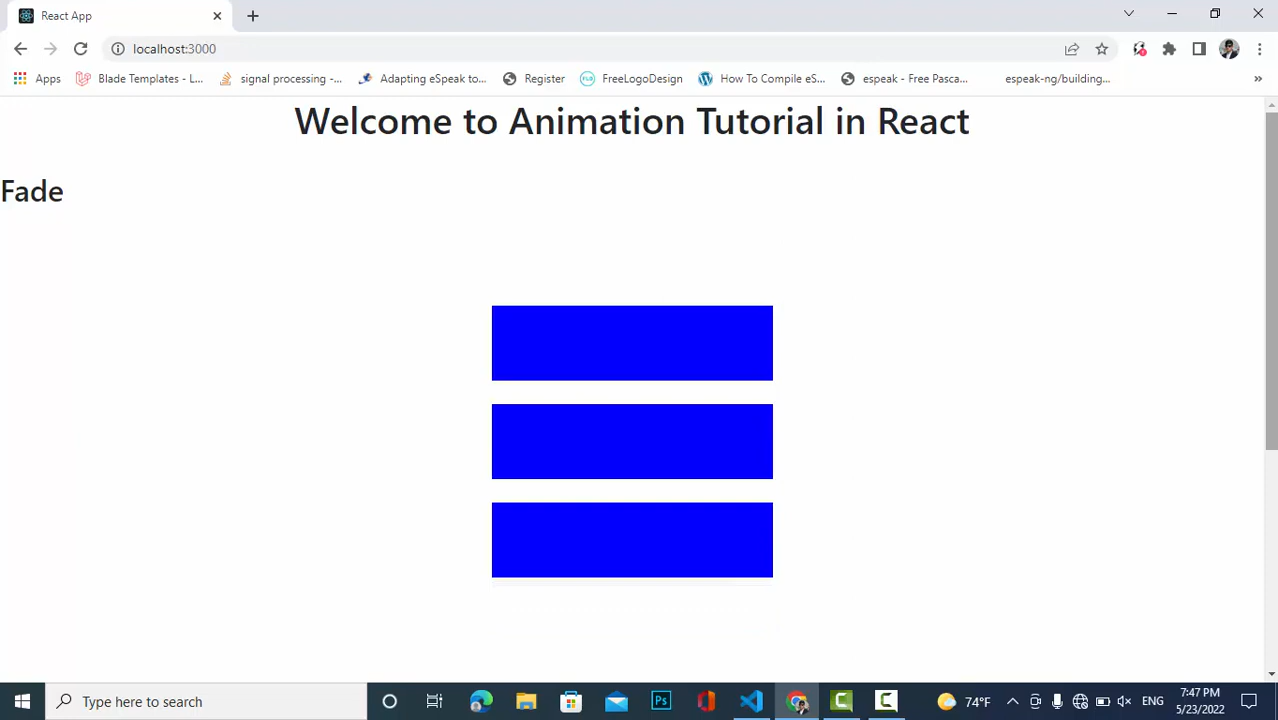 React App
localhost:3000
Apps
Blade Templates - L...
signal processing -...
Adapting eSpeak to...
Register
FLD
FreeLogoDesign
How To Compile eS...
espeak - Free Pasca...
espeak-ng/building...
Welcome to Animation Tutorial in React
Fade
Type here to search
Ps
74°F
ENG
7:47 PM
5/23/2022